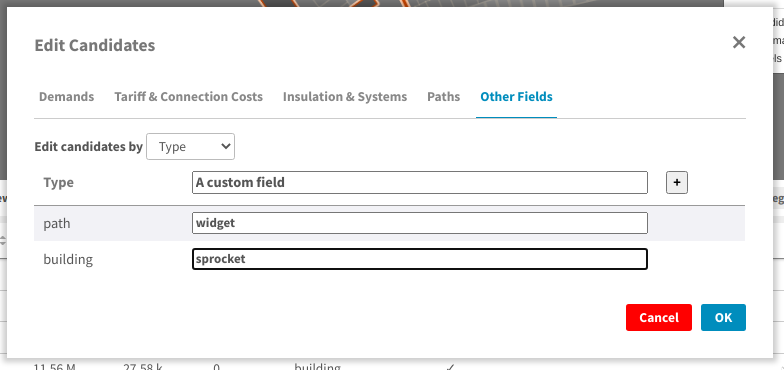 Edit Candidates
Demands Tariff & Connection Costs Insulation & Systems Paths Other Fields
Edit candidates by Type
Type A custom field +
path widget
building sprocket
Cancel OK
11.56 M 27.58 k 0 building ✓